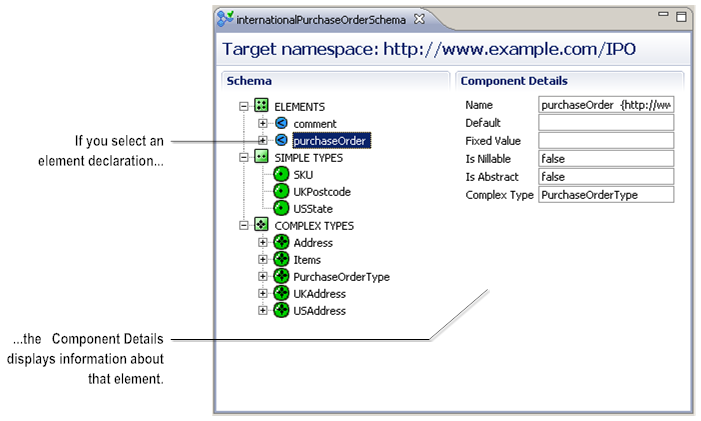 internationalPurchaseOrderSchema
Target namespace: http://www.example.com/IPO
Schema
ELEMENTS
comment
purchaseOrder
SIMPLE TYPES
SKU
UKPostcode
USState
COMPLEX TYPES
Address
Items
PurchaseOrderType
UKAddress
USAddress
Component Details
Name purchaseOrder {http://ww
Default
Fixed Value
Is Nillable false
Is Abstract false
Complex Type PurchaseOrderType
If you select an
element declaration...
...the Component Details
displays information about
that element.